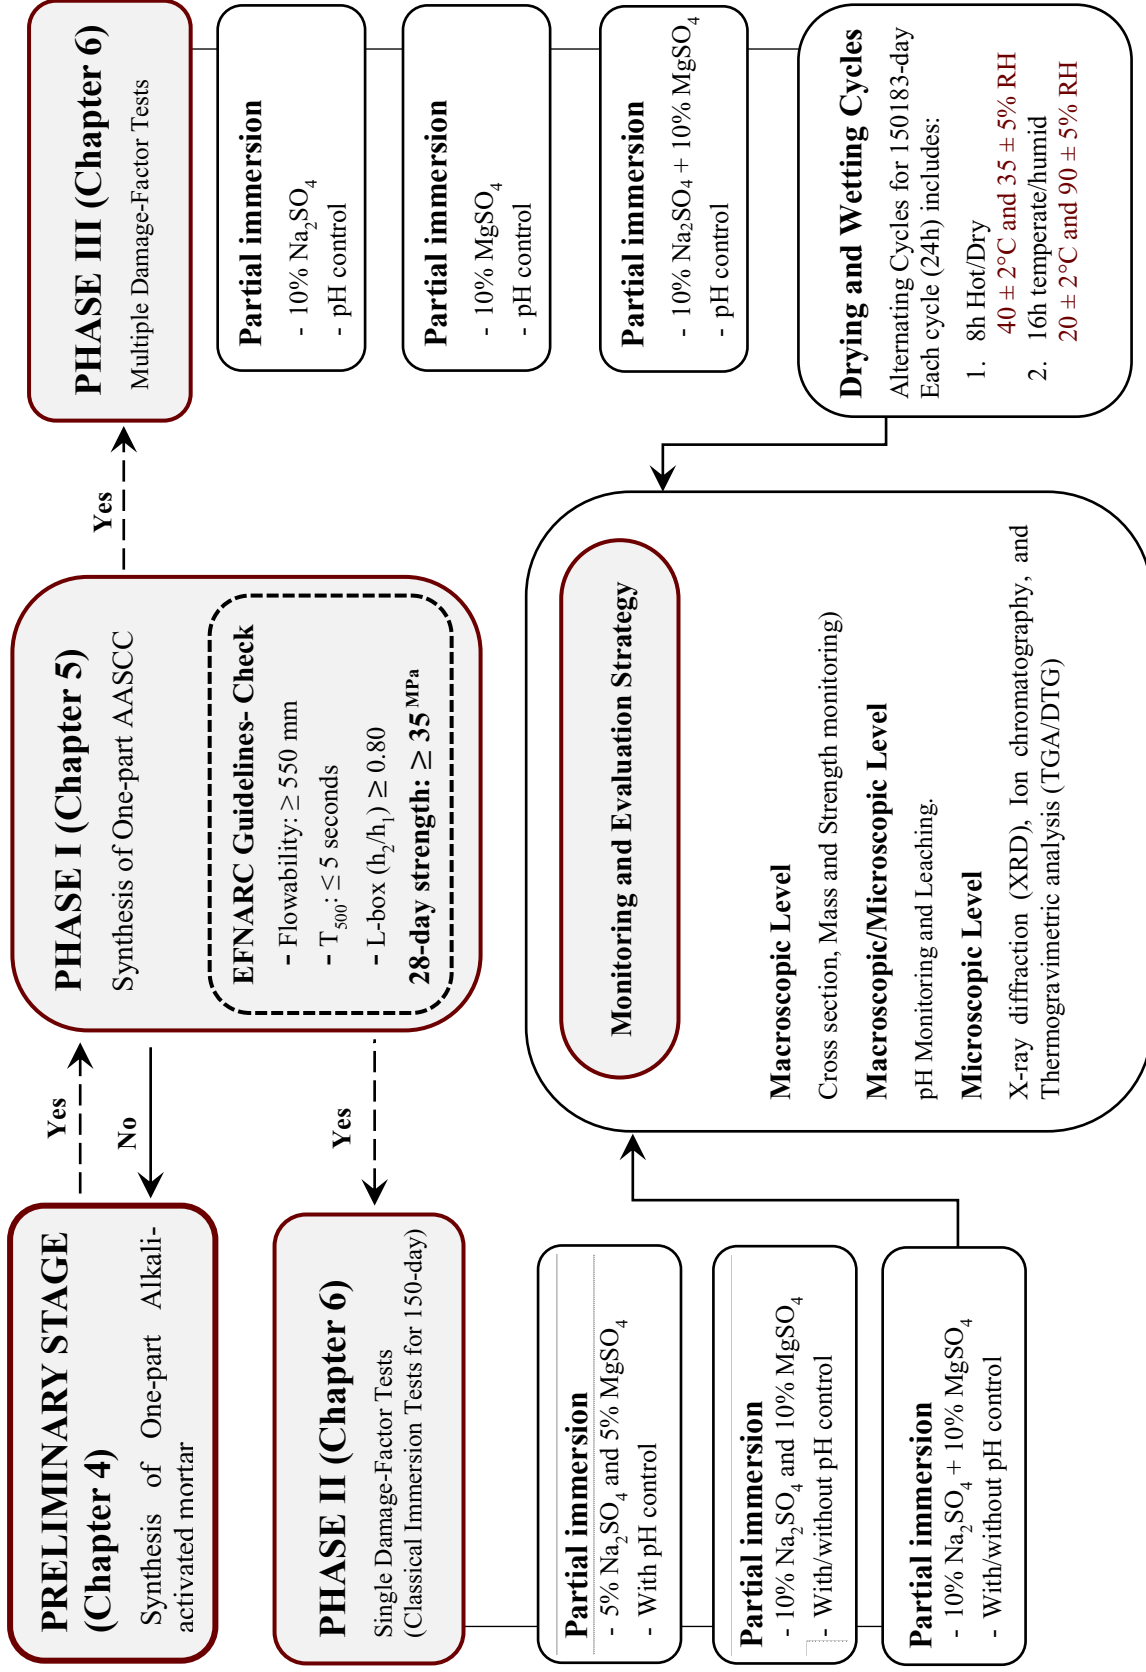 PRELIMINARY STAGE
(Chapter 4)
Synthesis of One-part Alkali-
activated mortar
Yes
No
PHASE I (Chapter 5)
Synthesis of One-part AASCC
EFNARC Guidelines- Check
- Flowability: ≥ 550 mm
- T₅₀₀: ≤ 5 seconds
- L-box (h₂/h₁) ≥ 0.80
28-day strength: ≥ 35 MPa
Yes
PHASE III (Chapter 6)
Multiple Damage-Factor Tests
Partial immersion
- 10% Na₂SO₄
- pH control
Partial immersion
- 10% MgSO₄
- pH control
Partial immersion
- 10% Na₂SO₄ + 10% MgSO₄
- pH control
Drying and Wetting Cycles
Alternating Cycles for 150183-day
Each cycle (24h) includes:
1. 8h Hot/Dry
40 ± 2°C and 35 ± 5% RH
2. 16h temperate/humid
20 ± 2°C and 90 ± 5% RH
Yes
PHASE II (Chapter 6)
Single Damage-Factor Tests
(Classical Immersion Tests for 150-day)
Partial immersion
- 5% Na₂SO₄ and 5% MgSO₄
- With pH control
Partial immersion
- 10% Na₂SO₄ and 10% MgSO₄
- With/without pH control
Partial immersion
- 10% Na₂SO₄ + 10% MgSO₄
- With/without pH control
Monitoring and Evaluation Strategy
Macroscopic Level
Cross section, Mass and Strength monitoring)
Macroscopic/Microscopic Level
pH Monitoring and Leaching.
Microscopic Level
X-ray diffraction (XRD), Ion chromatography, and
Thermogravimetric analysis (TGA/DTG)